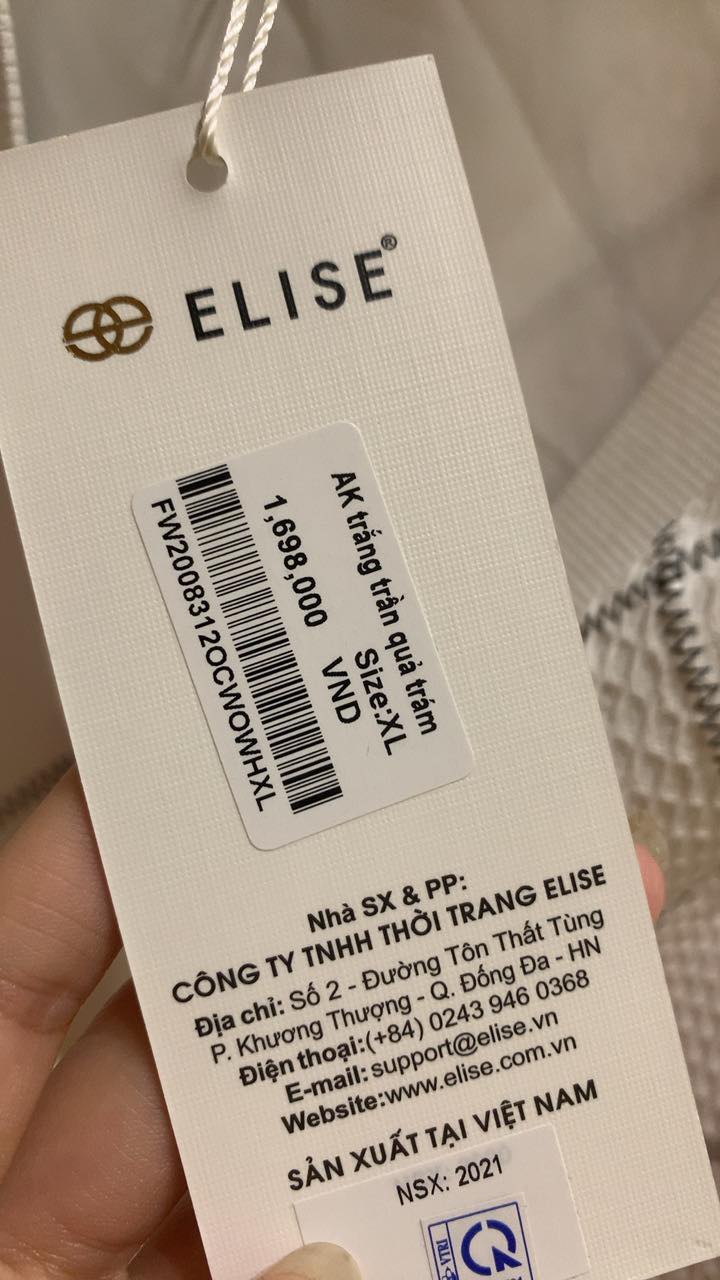 ELISE®
AK trắng trần quả trám
Size:XL
1,698,000 VND
FW2008312OCWOWHXL
Nhà SX & PP:
CÔNG TY TNHH THỜI TRANG ELISE
Địa chỉ: Số 2 - Đường Tôn Thất Tùng
P. Khương Thượng - Q. Đống Đa - HN
Điện thoại:(+84) 0243 946 0368
E-mail: support@elise.vn
Website:www.elise.com.vn
SẢN XUẤT TẠI VIỆT NAM
NSX: 2021
VTRI